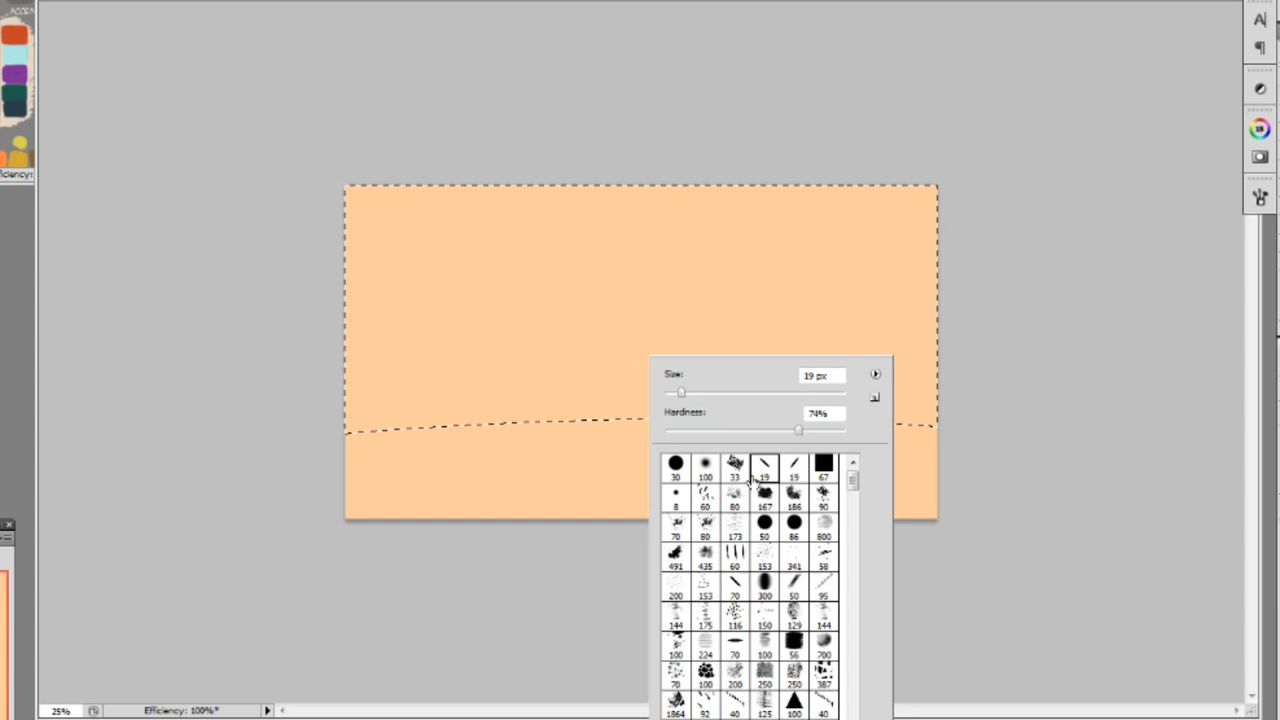 A|
¶
Size:
19 px
Hardness:
74%
30 100 33 19 19 67
8 60 80 167 186 90
70 80 173 50 86 800
491 435 60 153 341 58
200 153 70 300 50 95
144 175 116 150 129 144
100 224 70 100 56 700
70 100 200 250 250 387
1864 92 40 125 100 40
25%
Efficiency: 100%*